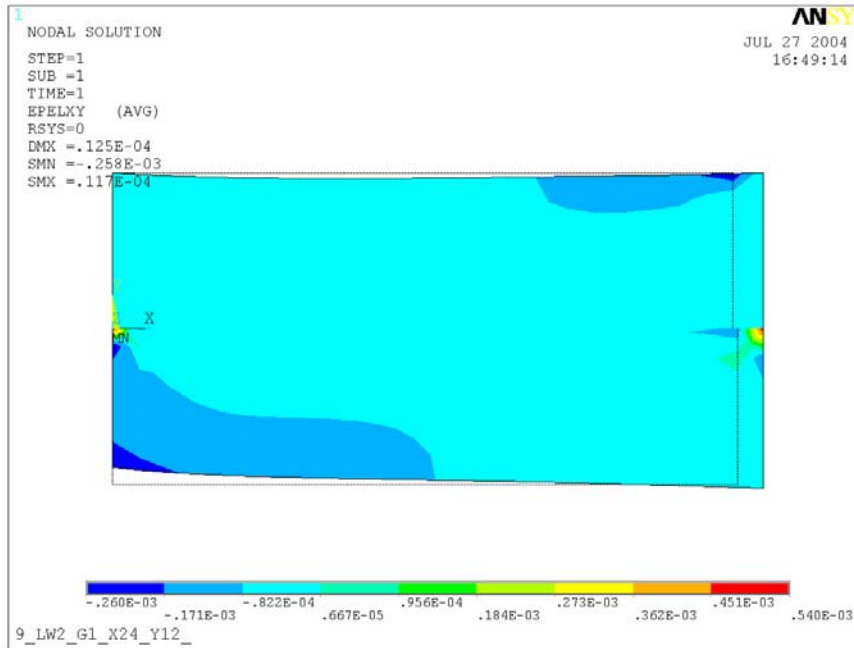 1
ANSY
NODAL SOLUTION
JUL 27 2004
16:49:14
STEP=1
SUB =1
TIME=1
EPELXY (AVG)
RSYS=0
DMX =.125E-04
SMN =-.258E-03
SMX =.117E-04
Y
Z X
MN
-.260E-03 -.822E-04 .956E-04 .273E-03 .451E-03
-.171E-03 .667E-05 .184E-03 .362E-03 .540E-03
9_LW2_G1_X24_Y12_